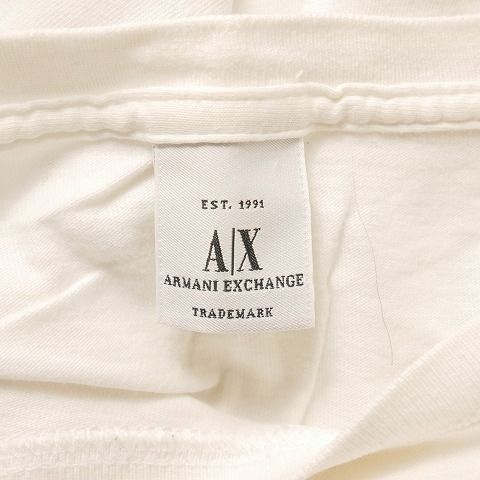 EST. 1991
A|X
ARMANI EXCHANGE
TRADEMARK